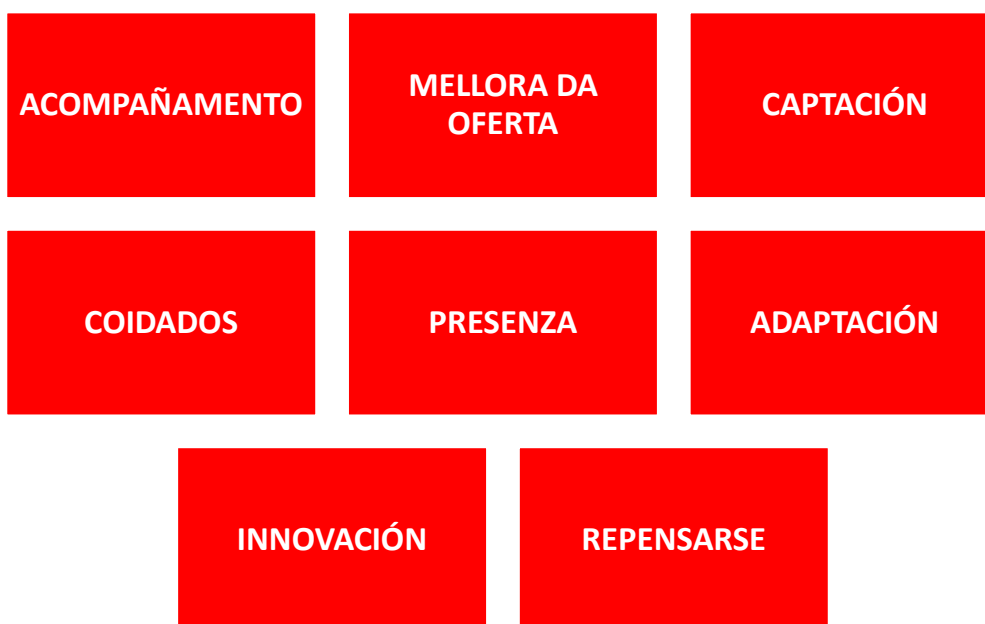 ACOMPAÑAMENTO
MELLORA DA
OFERTA
CAPTACIÓN
COIDADOS
PRESENZA
ADAPTACIÓN
INNOVACIÓN
REPENSARSE